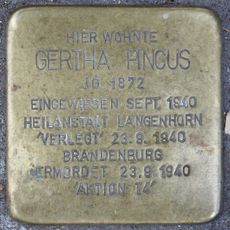 HIER WOHNTE
GERTHA PINCUS
JG. 1872
EINGEWIESEN SEPT. 1940
HEILANSTALT LANGENHORN
'VERLEGT' 23.9.1940
BRANDENBURG
ERMORDET 23.9.1940
'AKTION T4'